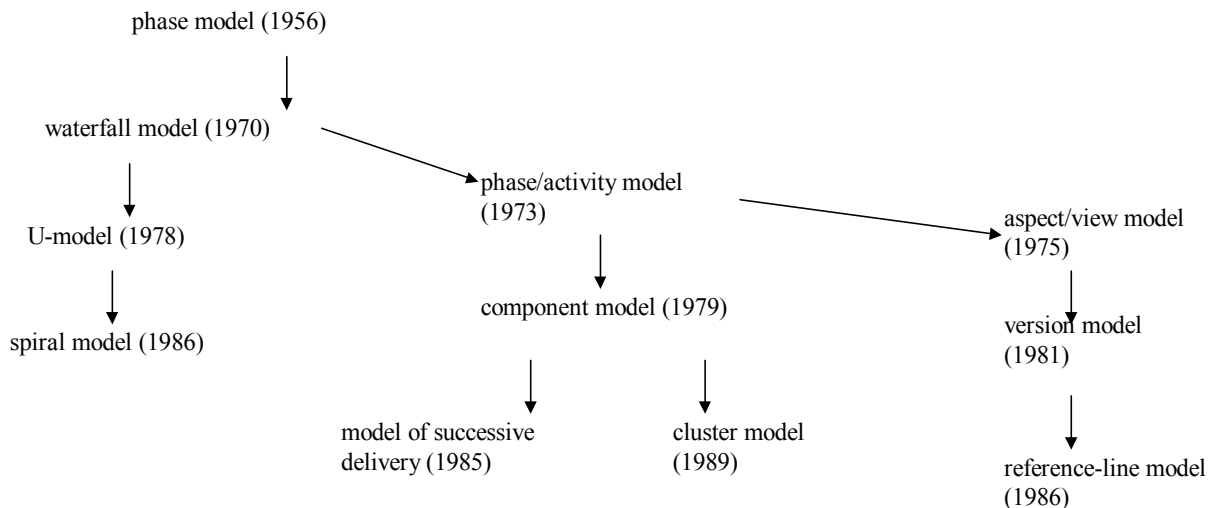 phase model (1956)
waterfall model (1970)
phase/activity model
(1973)
aspect/view model
(1975)
U-model (1978)
component model (1979)
version model
(1981)
spiral model (1986)
model of successive
delivery (1985)
cluster model
(1989)
reference-line model
(1986)